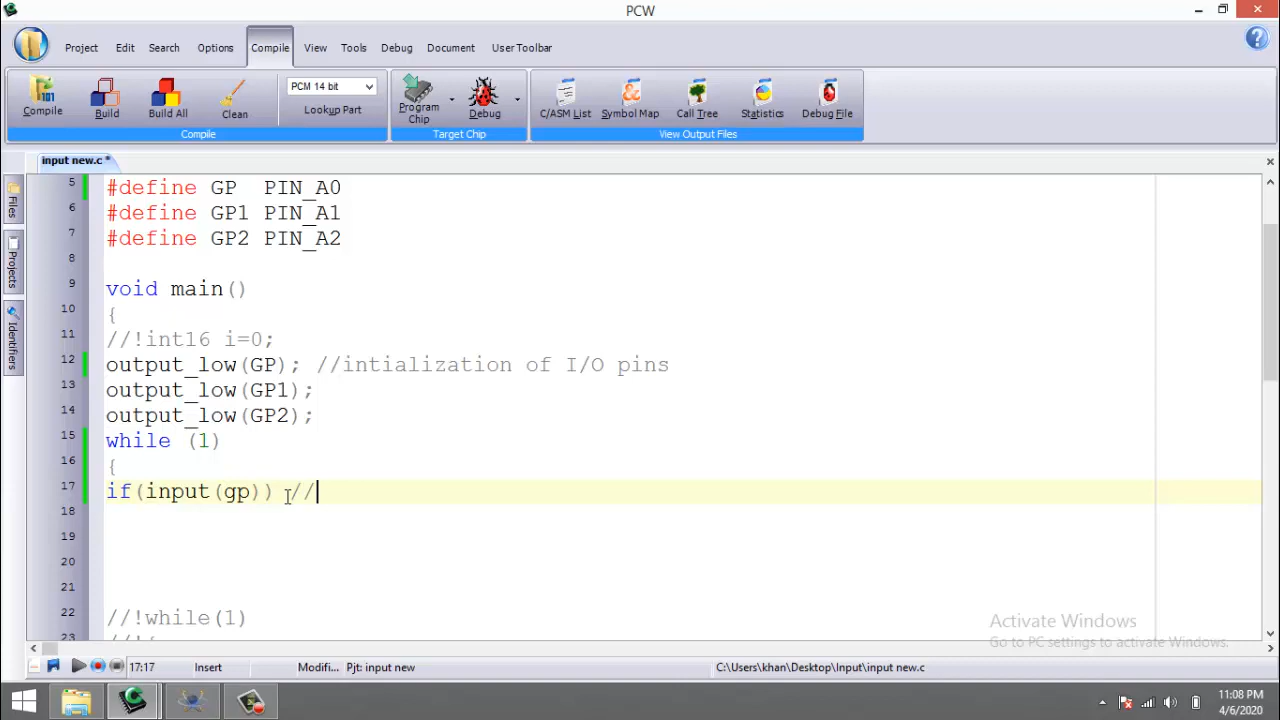 PCW
Project Edit Search Options Compile View Tools Debug Document User Toolbar
Compile Build Build All Clean PCM 14 bit Lookup Part Program Chip Debug C/ASM List Symbol Map Call Tree Statistics Debug File
Compile Target Chip View Output Files
input new.c *
Files
Projects
Identifiers
5 #define GP PIN_A0
6 #define GP1 PIN_A1
7 #define GP2 PIN_A2
8
9 void main()
10 {
11 //!int16 i=0;
12 output_low(GP); //intialization of I/O pins
13 output_low(GP1);
14 output_low(GP2);
15 while (1)
16 {
17 if(input(gp)) //
18
19
20
21
22 //!while(1)
23 //!{
Activate Windows
Go to PC settings to activate Windows.
17:17 Insert Modifi... Pjt: input new C:\Users\khan\Desktop\Input\input new.c
11:08 PM
4/6/2020